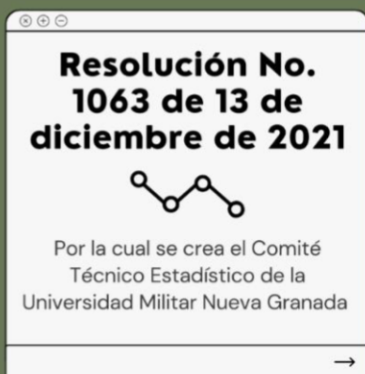 Resolución No.
1063 de 13 de
diciembre de 2021
Por la cual se crea el Comité
Técnico Estadístico de la
Universidad Militar Nueva Granada